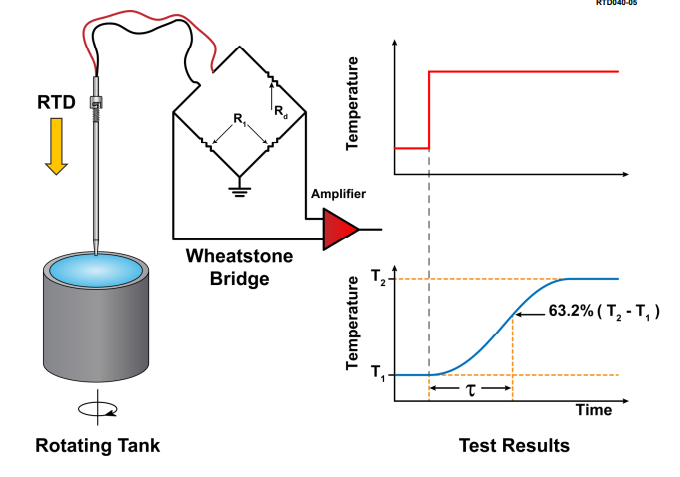 RTD040-05
RTD
R1
Rd
Amplifier
Wheatstone
Bridge
Rotating Tank
Temperature
Temperature
T2
63.2% ( T2 - T1 )
T1
τ
Time
Test Results